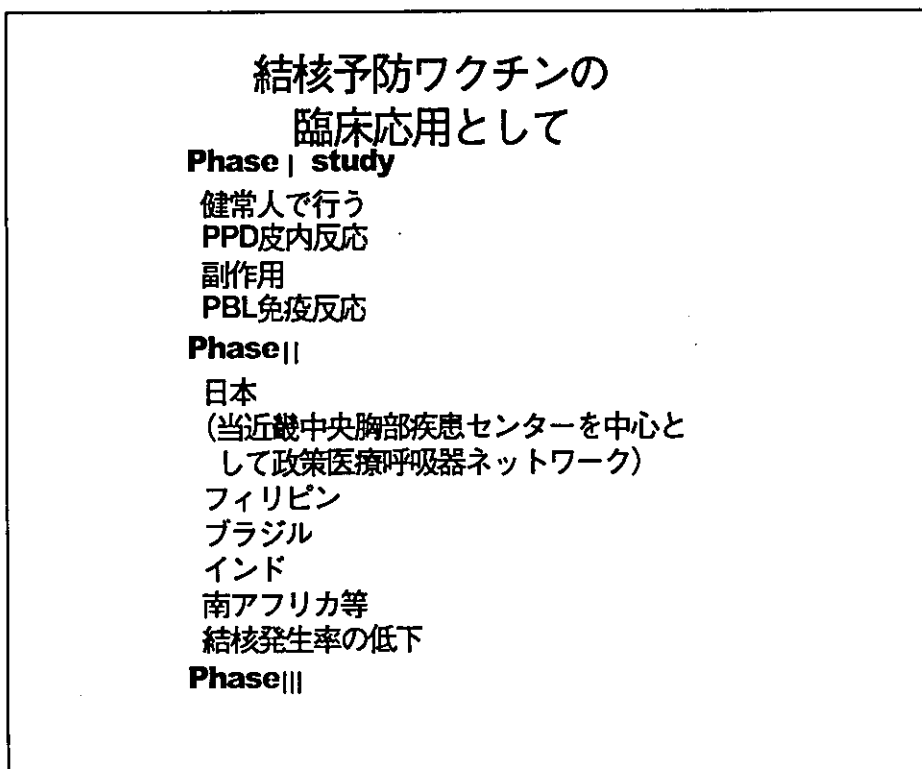 結核予防ワクチンの
臨床応用として
Phase I study
健常人で行う
PPD皮内反応
副作用
PBL免疫反応
Phase II
日本
(当近畿中央胸部疾患センターを中心と
して政策医療呼吸器ネットワーク)
フィリピン
ブラジル
インド
南アフリカ等
結核発生率の低下
Phase III